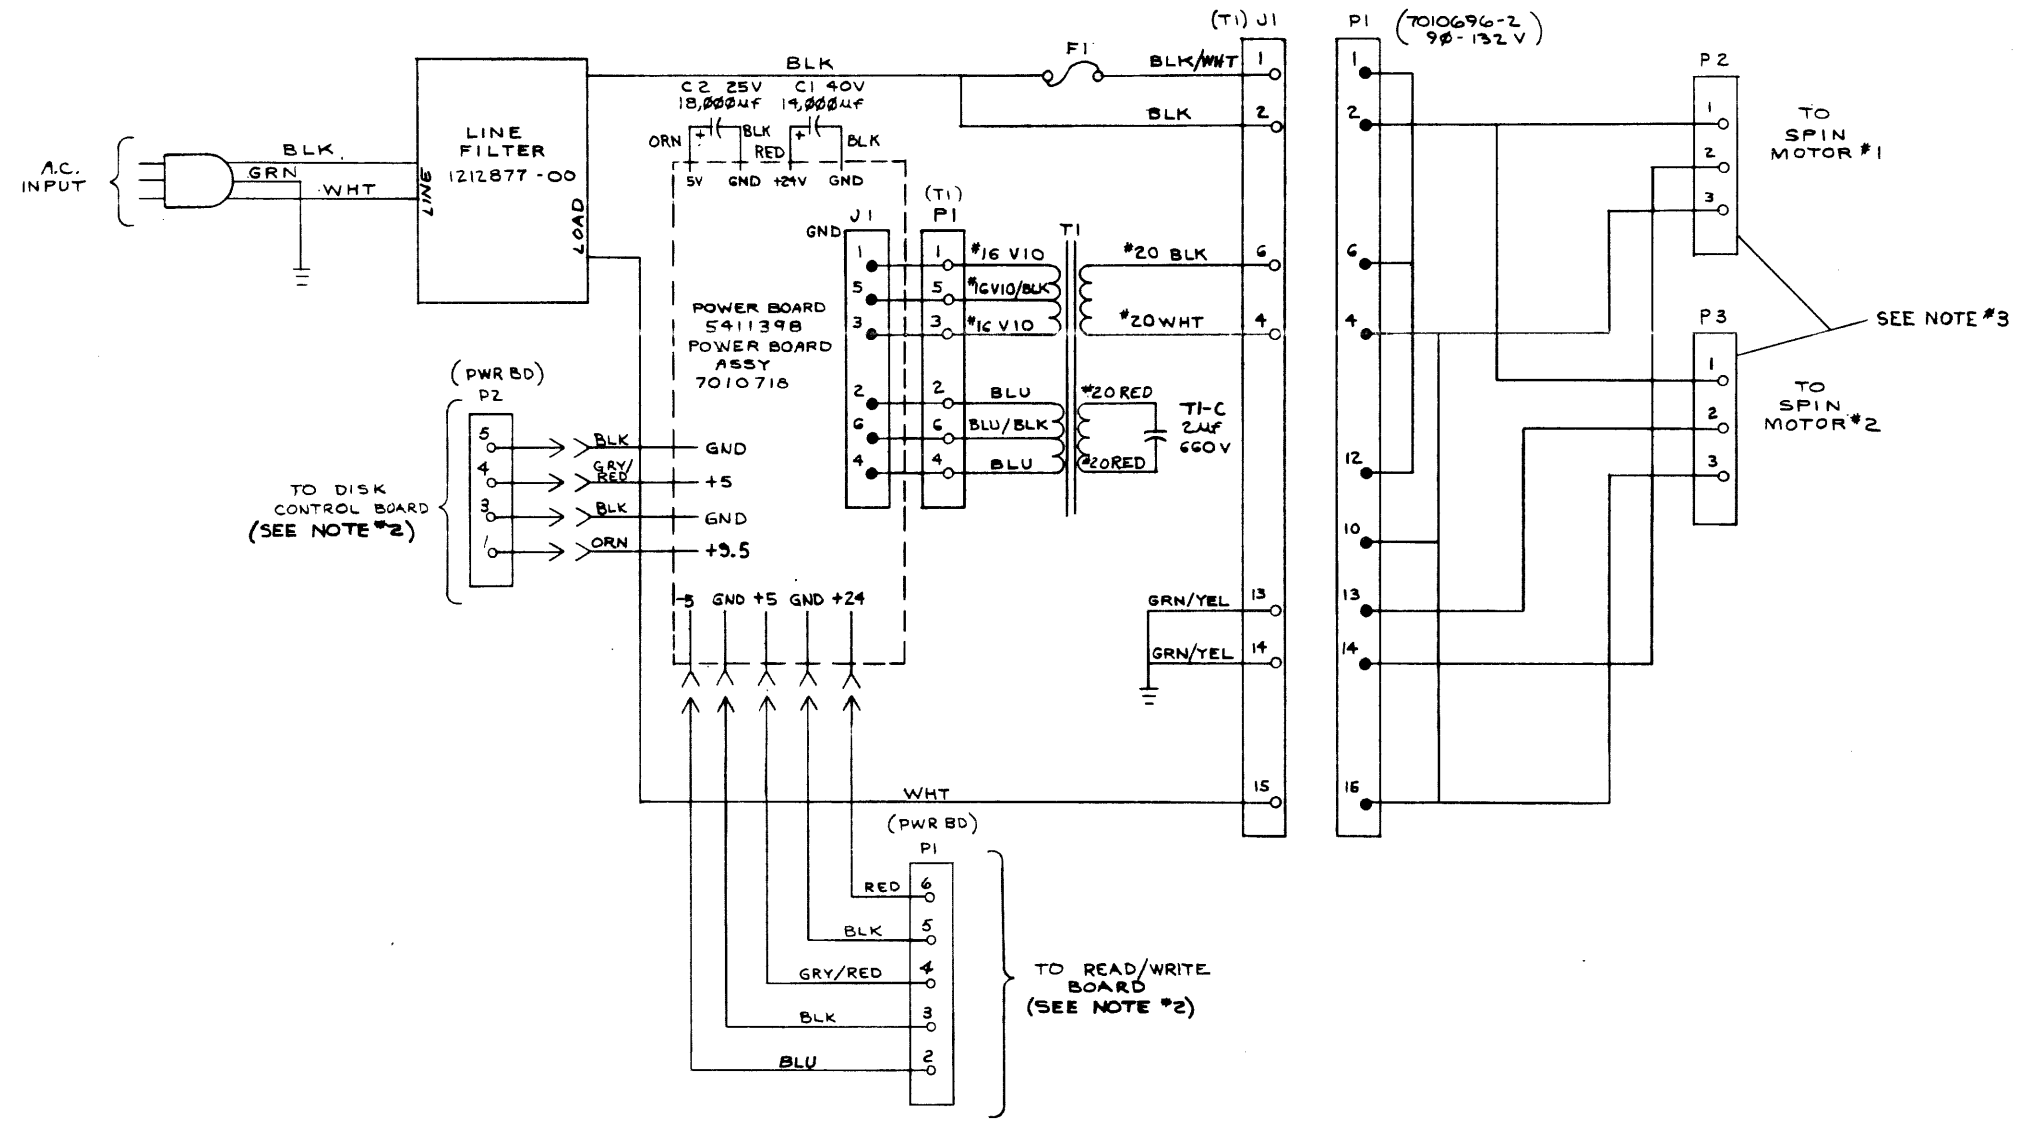 (T1) J1
P1
(7010696-2
90-132V)
F1
BLK
BLK/WHT
1
1
P2
C2 25V
18,000uf
C1 40V
14,000uf
BLK
2
2
1
TO
SPIN
MOTOR #1
LINE
FILTER
1212877-00
LINE
LOAD
ORN
+
BLK
RED
+
BLK
A.C.
INPUT
BLK.
GRN
WHT
5V
GND
+24V
GND
2
3
(T1)
J1
P1
GND
T1
1
1
#16 VIO
#20 BLK
6
6
5
5
#16VIO/BLK
3
3
#16 VIO
#20 WHT
4
4
POWER BOARD
5411398
POWER BOARD
ASSY
7010718
P3
SEE NOTE #3
(PWR BD)
P2
2
2
BLU
#20 RED
1
TO
SPIN
MOTOR #2
6
6
BLU/BLK
T1-C
2uf
660V
2
4
4
BLU
#20RED
12
3
5
BLK
GND
4
GRY/
RED
+5
3
BLK
GND
1
ORN
+9.5
TO DISK
CONTROL BOARD
(SEE NOTE #2)
10
-5
GND
+5
GND
+24
GRN/YEL
13
13
GRN/YEL
14
14
WHT
15
16
(PWR BD)
P1
RED
6
BLK
5
GRY/RED
4
BLK
3
BLU
2
TO READ/WRITE
BOARD
(SEE NOTE #2)